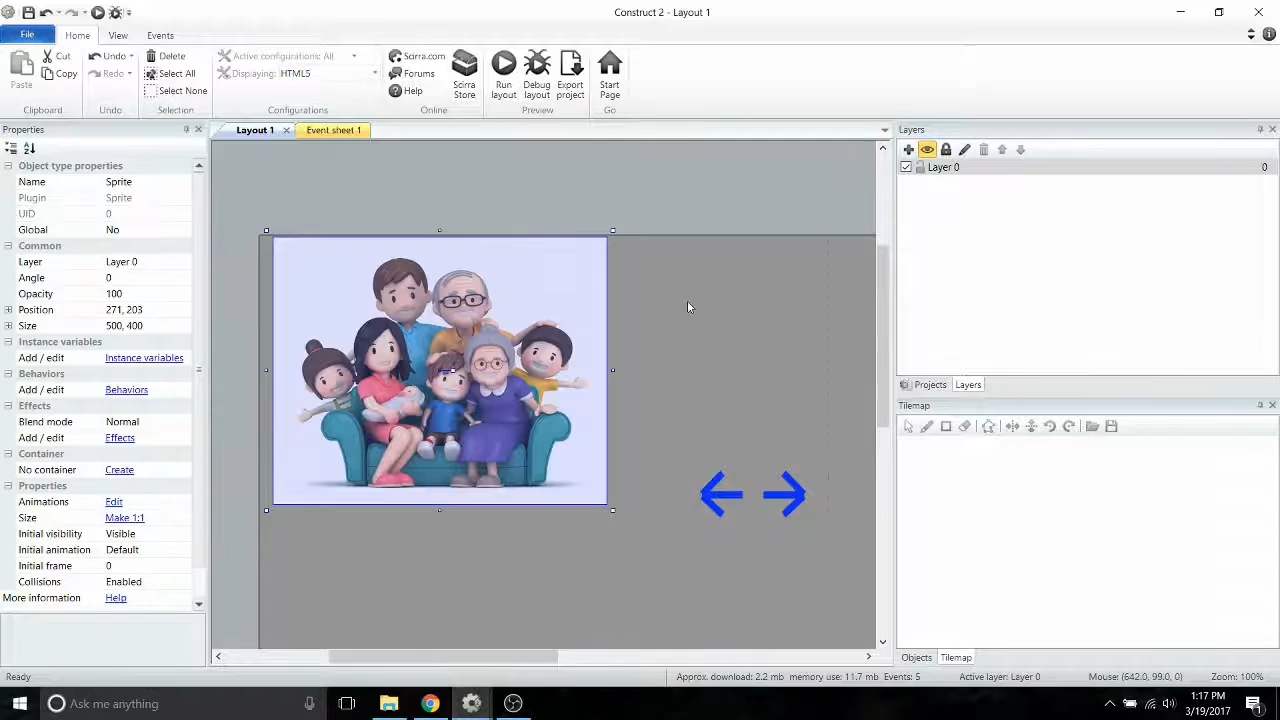 Construct 2 - Layout 1
File Home View Events
Paste
Cut
Copy
Clipboard
Undo
Redo
Undo
Delete
Select All
Select None
Selection
Active configurations: All
Displaying: HTML5
Configurations
Scirra.com
Forums
Help
Scirra Store
Online
Run layout
Debug layout
Export project
Preview
Start Page
Go
Properties
Layout 1
Event sheet 1
Object type properties
Name Sprite
Plugin Sprite
UID 0
Global No
Common
Layer Layer 0
Angle 0
Opacity 100
Position 271, 203
Size 500, 400
Instance variables
Add / edit Instance variables
Behaviors
Add / edit Behaviors
Effects
Blend mode Normal
Add / edit Effects
Container
No container Create
Properties
Animations Edit
Size Make 1:1
Initial visibility Visible
Initial animation Default
Initial frame 0
Collisions Enabled
More information Help
Layers
Layer 0 0
Projects Layers
Tilemap
Objects Tilemap
Ready
Approx. download: 2.2 mb memory use: 11.7 mb Events: 5
Active layer: Layer 0
Mouse: (642.0, 99.0, 0)
Zoom: 100%
Ask me anything
1:17 PM
3/19/2017